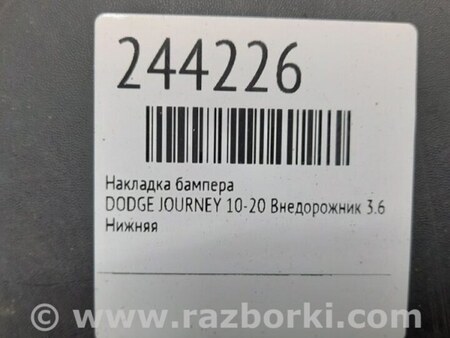 244226
Накладка бампера
DODGE JOURNEY 10-20 Внедорожник 3.6
Нижняя
© www.razborki.com